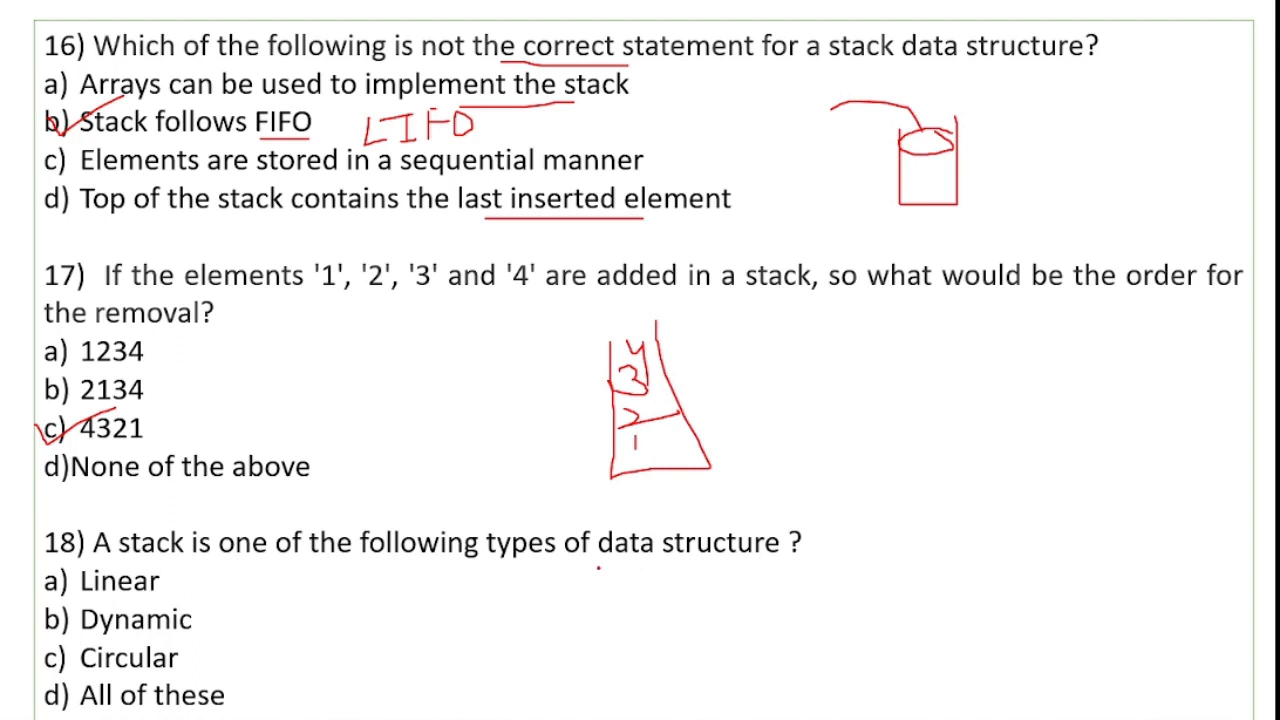 16) Which of the following is not the correct statement for a stack data structure?
a) Arrays can be used to implement the stack
b) Stack follows FIFO LIFO
c) Elements are stored in a sequential manner
d) Top of the stack contains the last inserted element
17) If the elements '1', '2', '3' and '4' are added in a stack, so what would be the order for
the removal?
a) 1234
4
b) 2134
3
c) 4321
2
1
d)None of the above
18) A stack is one of the following types of data structure ?
a) Linear
b) Dynamic
c) Circular
d) All of these